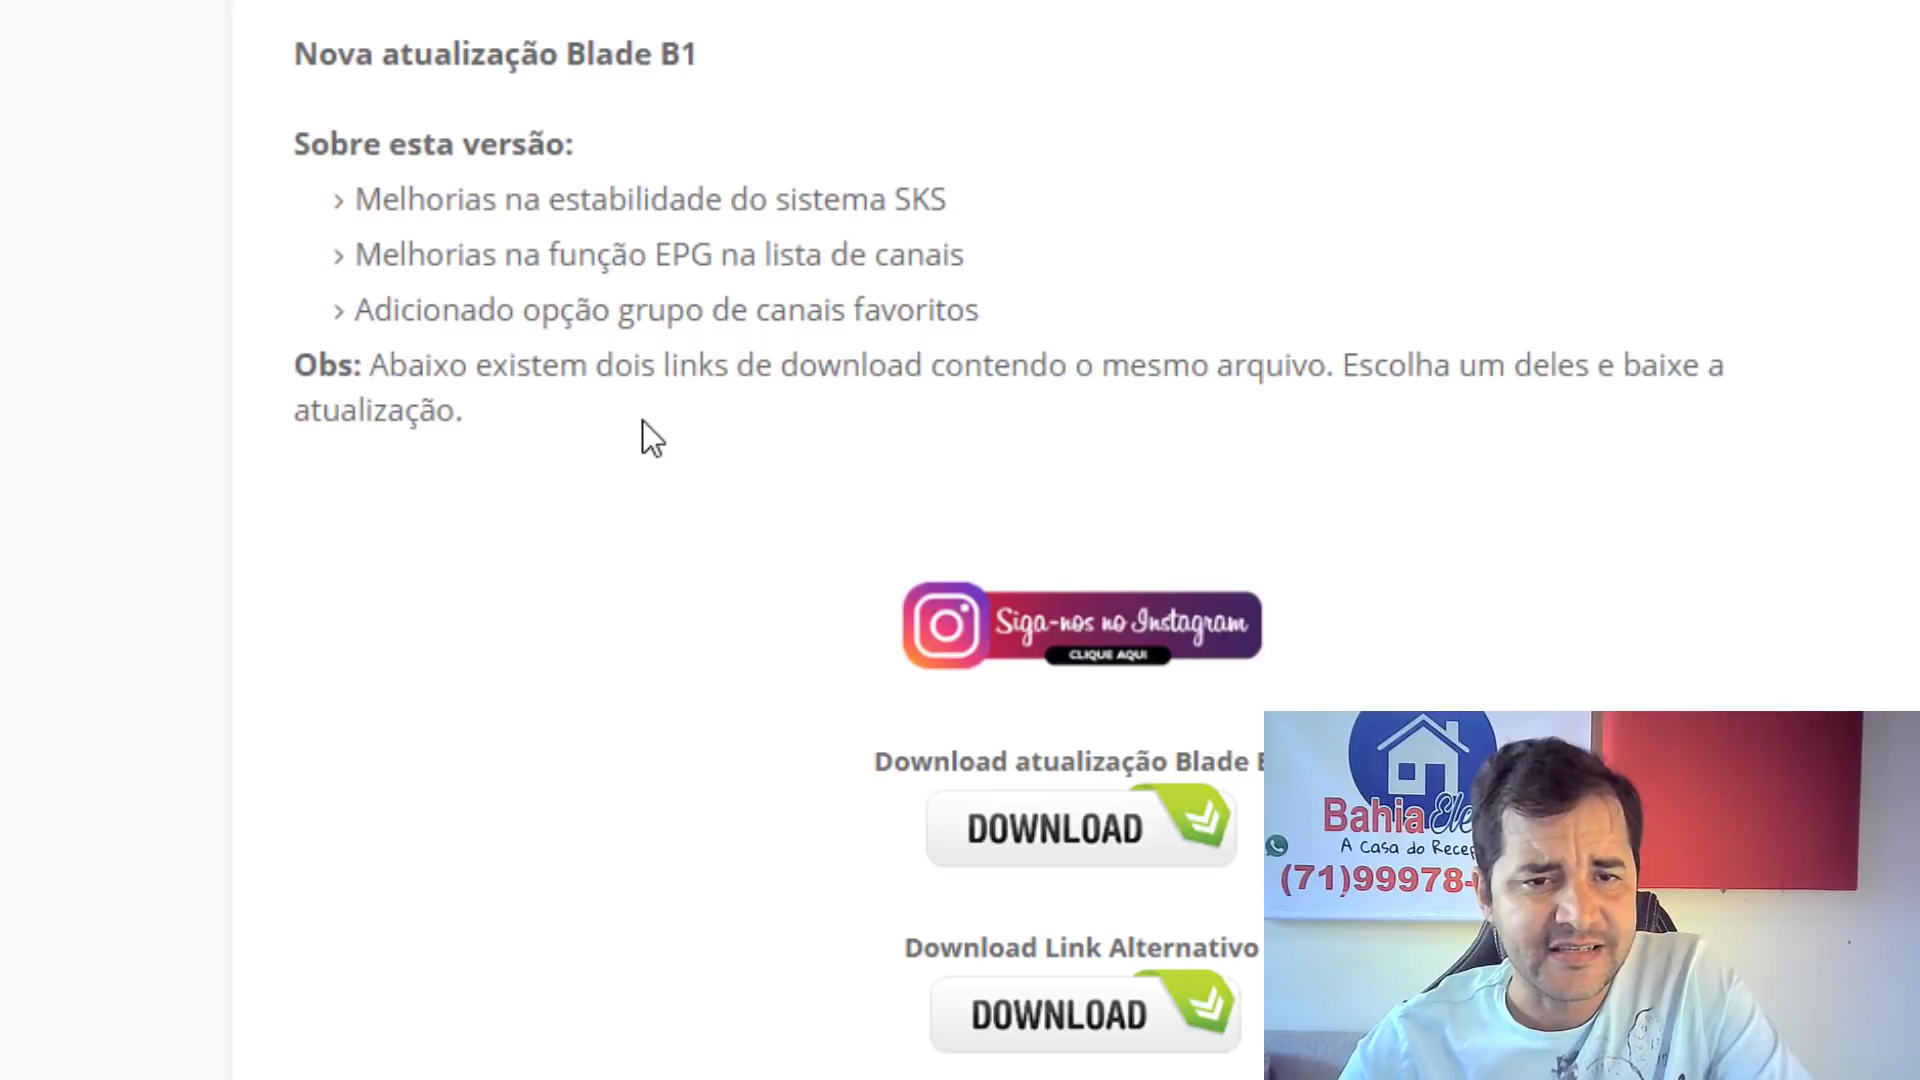 Nova atualização Blade B1
Sobre esta versão:
› Melhorias na estabilidade do sistema SKS
› Melhorias na função EPG na lista de canais
› Adicionado opção grupo de canais favoritos
Obs: Abaixo existem dois links de download contendo o mesmo arquivo. Escolha um deles e baixe a
atualização.
Siga-nos no Instagram
CLIQUE AQUI
Download atualização Blade
DOWNLOAD
Download Link Alternativo
DOWNLOAD
Bahia Ele
A Casa do Recep
(71)99978-